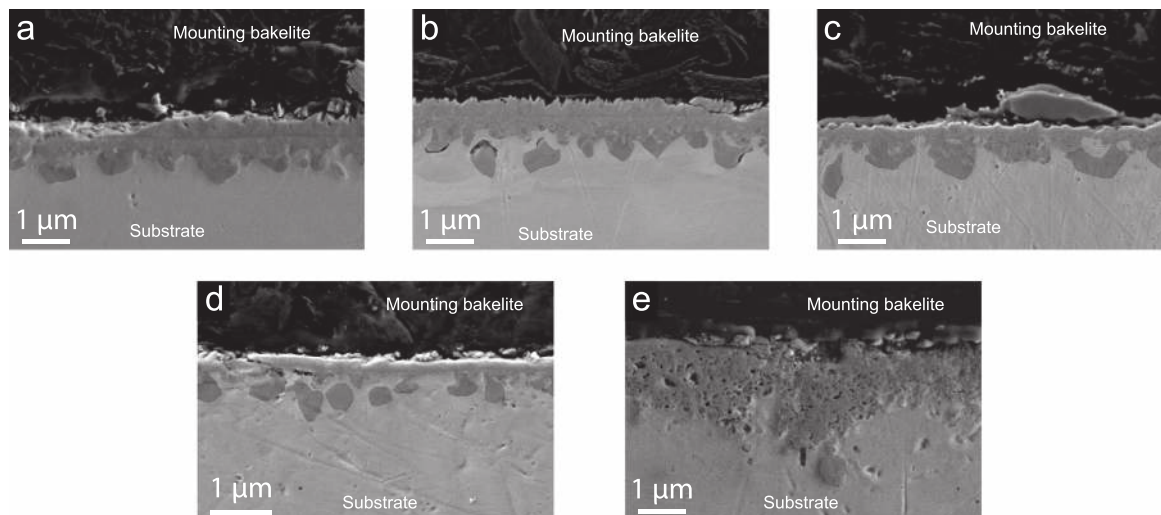 a
Mounting bakelite
1 μm
Substrate
b
Mounting bakelite
1 μm
Substrate
c
Mounting bakelite
1 μm
Substrate
d
Mounting bakelite
1 μm
Substrate
e
Mounting bakelite
1 μm
Substrate